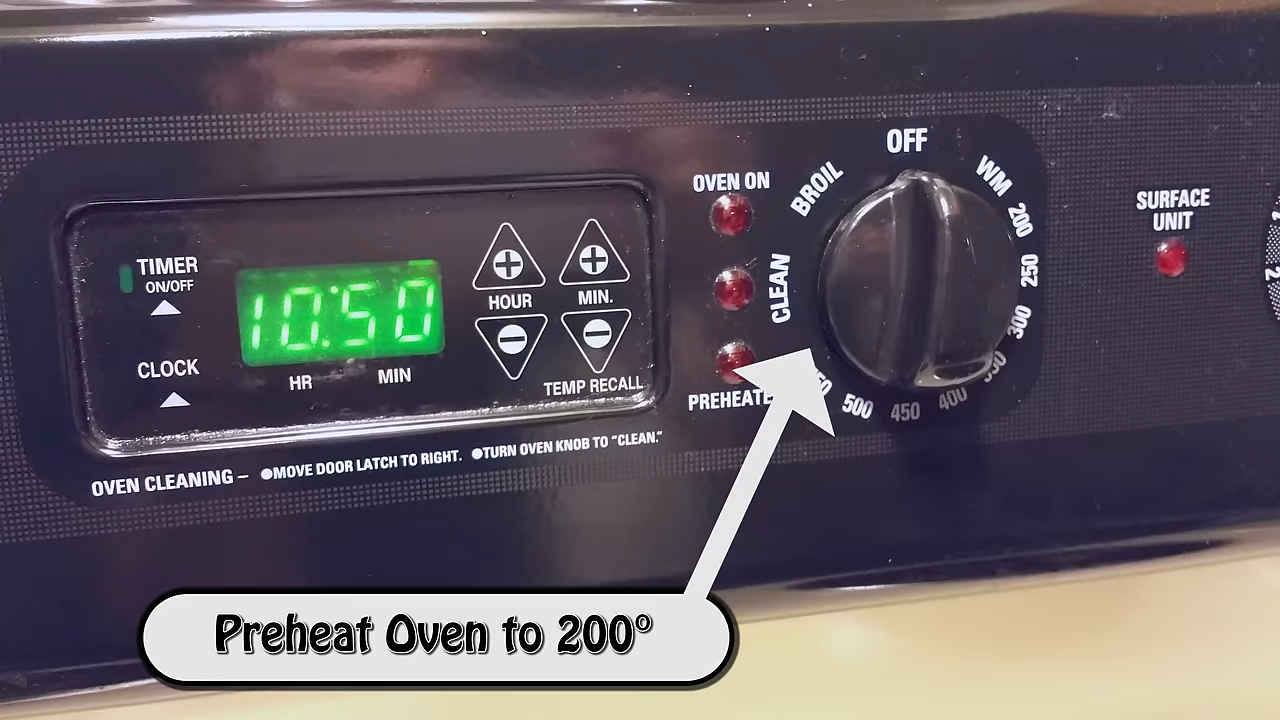 OFF
BROIL
WM
OVEN ON
200
SURFACE
UNIT
TIMER
ON/OFF
250
CLEAN
10:50
HOUR
MIN.
300
CLOCK
HR
MIN
TEMP RECALL
400
450
500
OVEN CLEANING – ●MOVE DOOR LATCH TO RIGHT. ●TURN OVEN KNOB TO “CLEAN.”
Preheat Oven to 200º